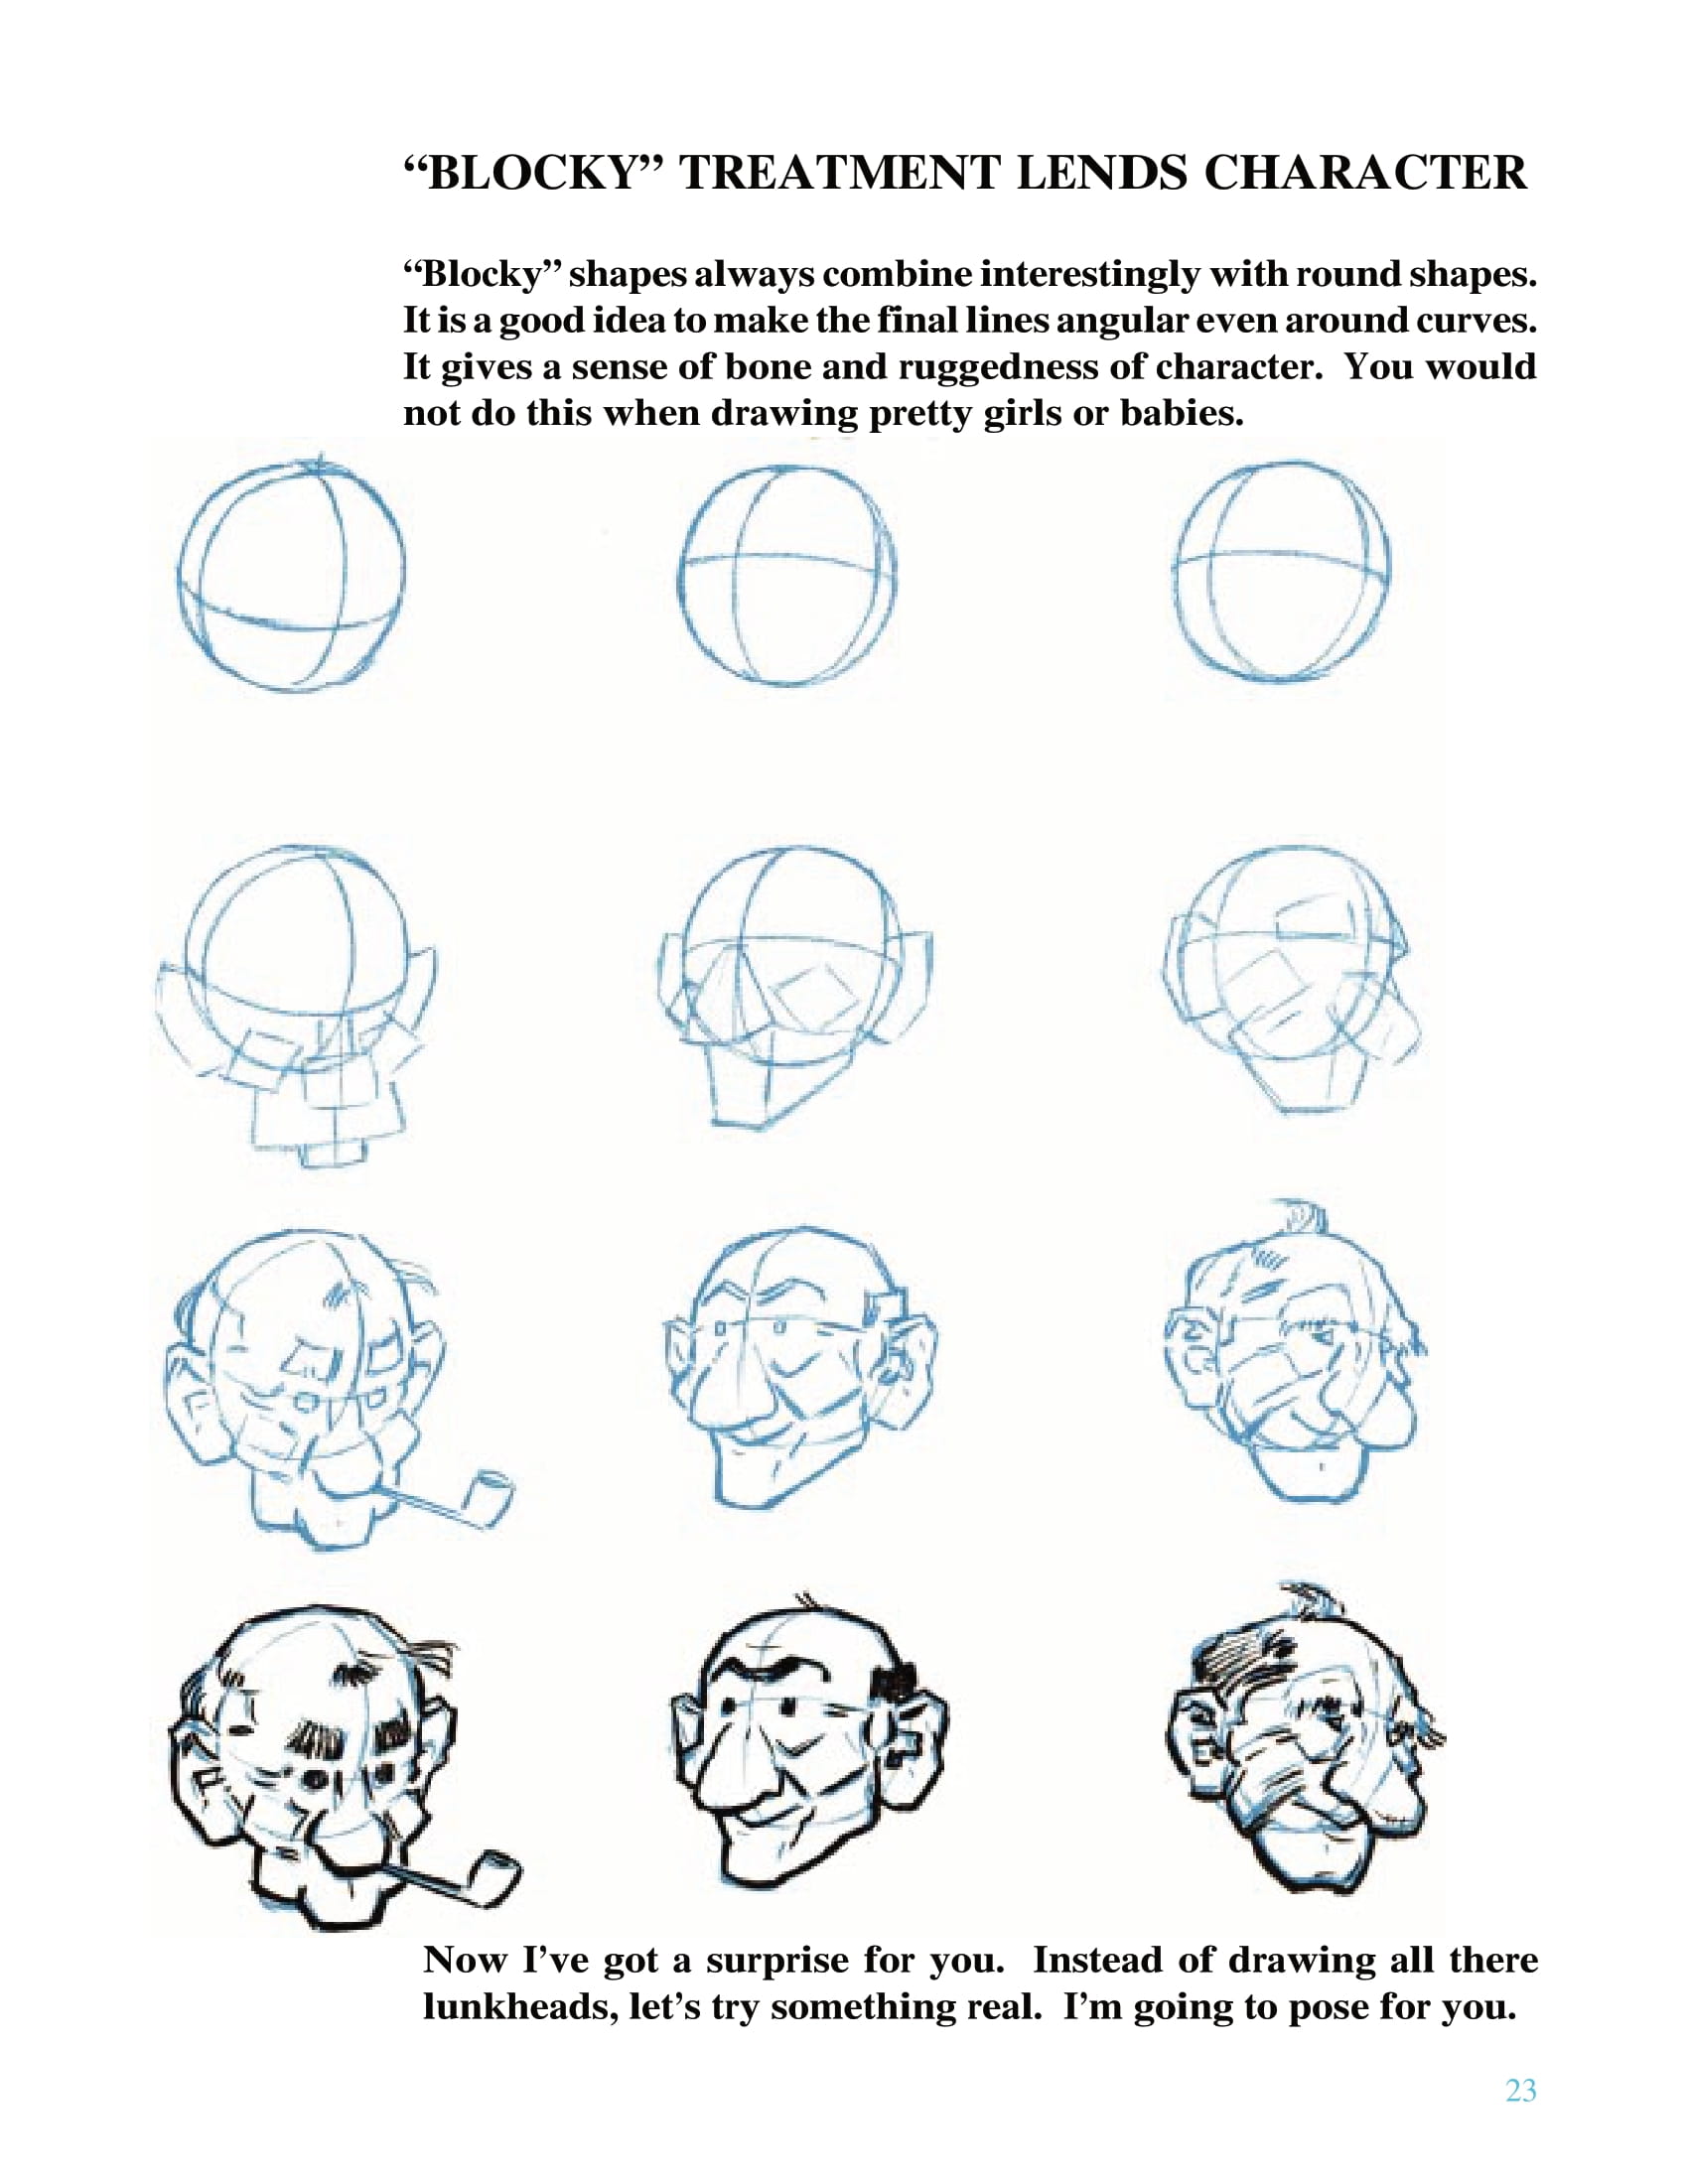 “BLOCKY” TREATMENT LENDS CHARACTER
“Blocky” shapes always combine interestingly with round shapes.
It is a good idea to make the final lines angular even around curves.
It gives a sense of bone and ruggedness of character. You would
not do this when drawing pretty girls or babies.
Now I’ve got a surprise for you. Instead of drawing all there
lunkheads, let’s try something real. I’m going to pose for you.
23